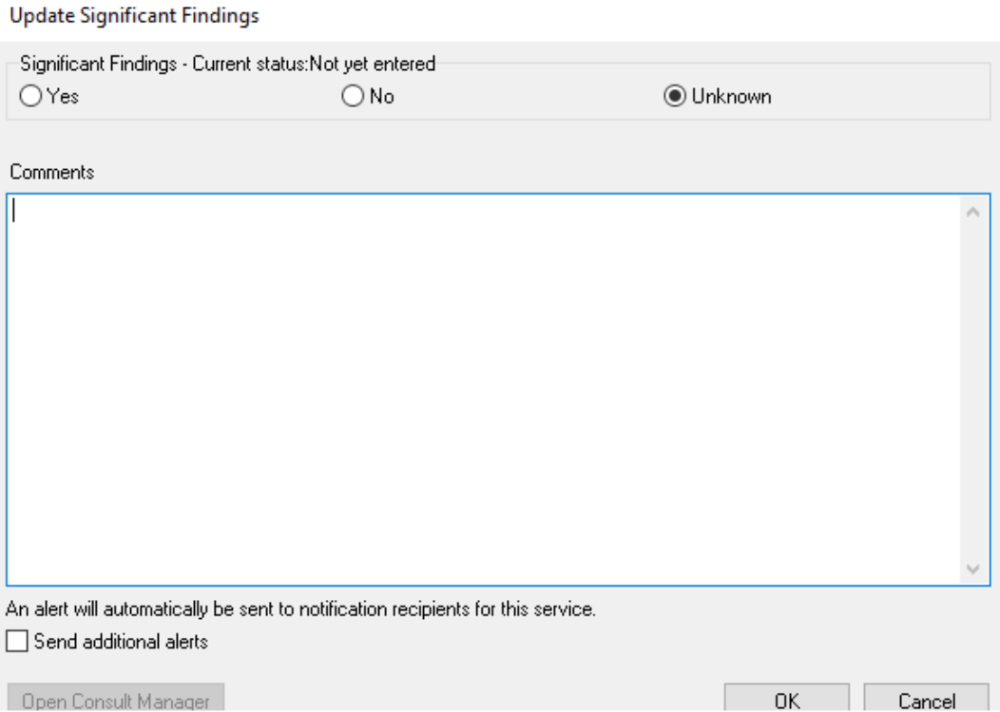 Update Significant Findings
Significant Findings - Current status:Not yet entered
Yes No Unknown
Comments
An alert will automatically be sent to notification recipients for this service.
Send additional alerts
Open Consult Manager OK Cancel